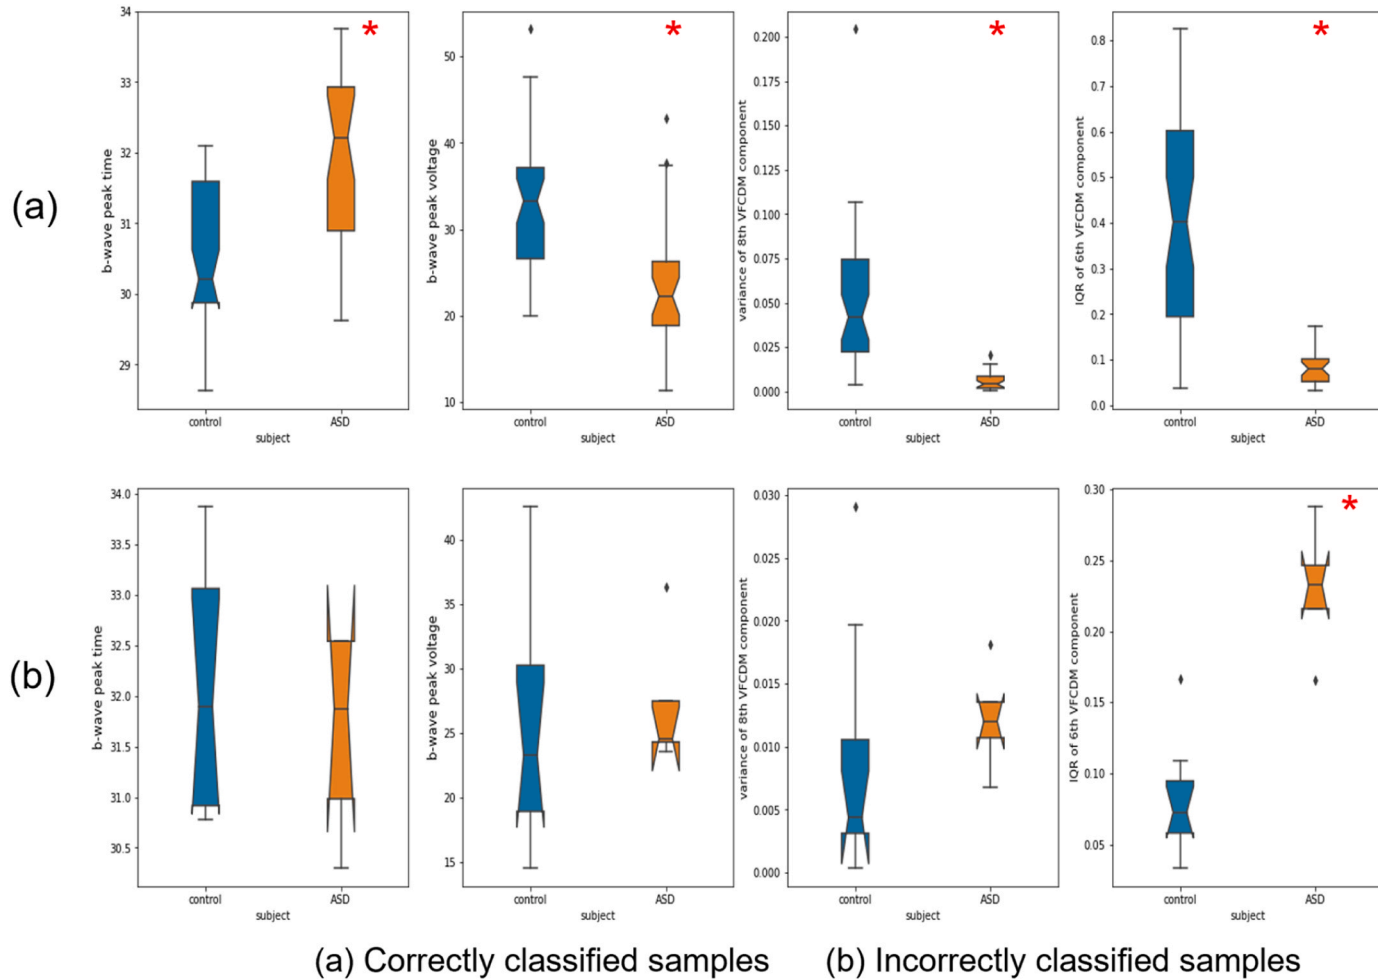 (a)
b-wave peak time
34
33
32
31
30
29
control
ASD
subject
*
b-wave peak voltage
50
40
30
20
10
control
ASD
subject
*
variance of 8th VFCDM component
0.200
0.175
0.150
0.125
0.100
0.075
0.050
0.025
0.000
control
ASD
subject
*
IQR of 6th VFCDM component
0.8
0.7
0.6
0.5
0.4
0.3
0.2
0.1
0.0
control
ASD
subject
*
(b)
b-wave peak time
34.0
33.5
33.0
32.5
32.0
31.5
31.0
30.5
control
ASD
subject
b-wave peak voltage
40
35
30
25
20
15
control
ASD
subject
variance of 8th VFCDM component
0.030
0.025
0.020
0.015
0.010
0.005
0.000
control
ASD
subject
IQR of 6th VFCDM component
0.30
0.25
0.20
0.15
0.10
0.05
control
ASD
subject
*
(a) Correctly classified samples (b) Incorrectly classified samples